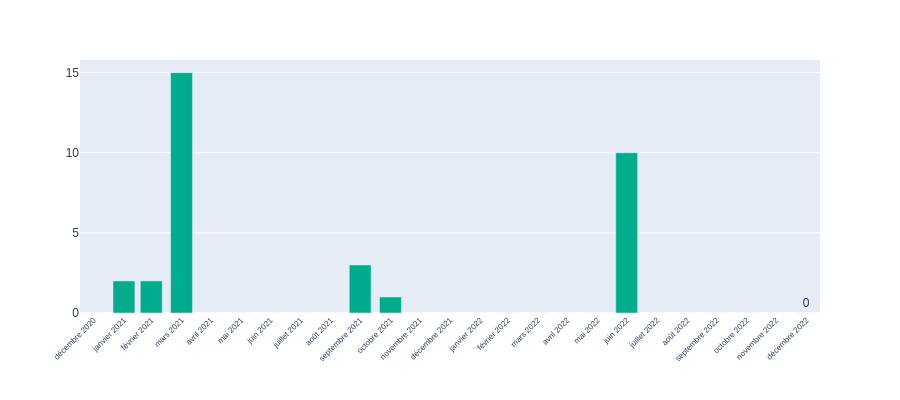 15
10
5
0
0
décembre 2020
janvier 2021
février 2021
mars 2021
avril 2021
mai 2021
juin 2021
juillet 2021
août 2021
septembre 2021
octobre 2021
novembre 2021
décembre 2021
janvier 2022
février 2022
mars 2022
avril 2022
mai 2022
juin 2022
juillet 2022
août 2022
septembre 2022
octobre 2022
novembre 2022
décembre 2022